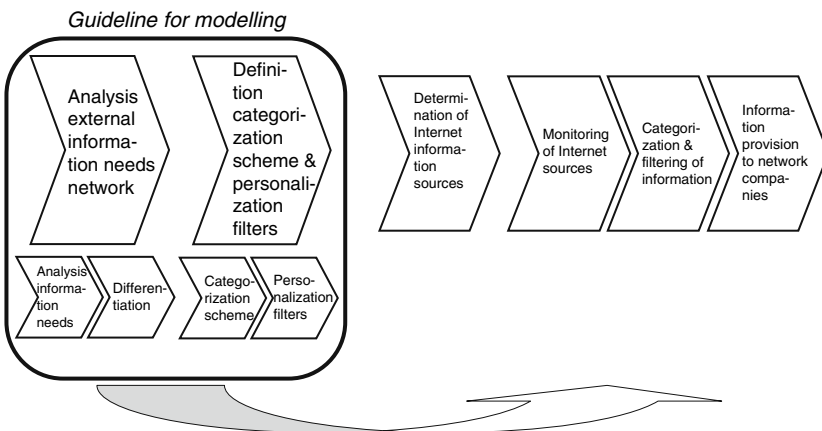 Guideline for modelling
Analysis
external
informa-
tion needs
network
Defini-
tion
categori-
zation
scheme &
personali-
zation
filters
Determina-
tion of
Internet
informa-
tion
sources
Monitoring
of Internet
sources
Categori-
zation &
filtering of
information
Informa-
tion
provision
to network
compa-
nies
Analysis
informa-
tion
needs
Differen-
tiation
Catego-
rization
scheme
Perso-
nalization
filters